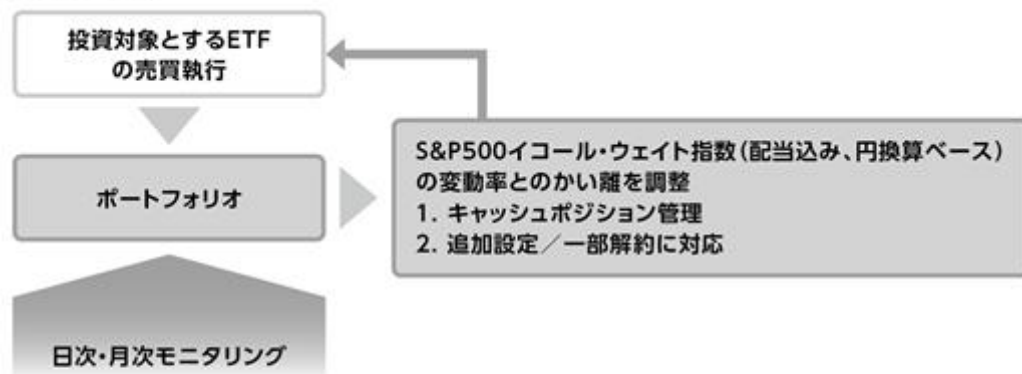 投資対象とするETF
の売買執行
ポートフォリオ
S&P500イコール・ウェイト指数（配当込み、円換算ベース）
の変動率とのかい離を調整
1. キャッシュポジション管理
2. 追加設定／一部解約に対応
日次・月次モニタリング